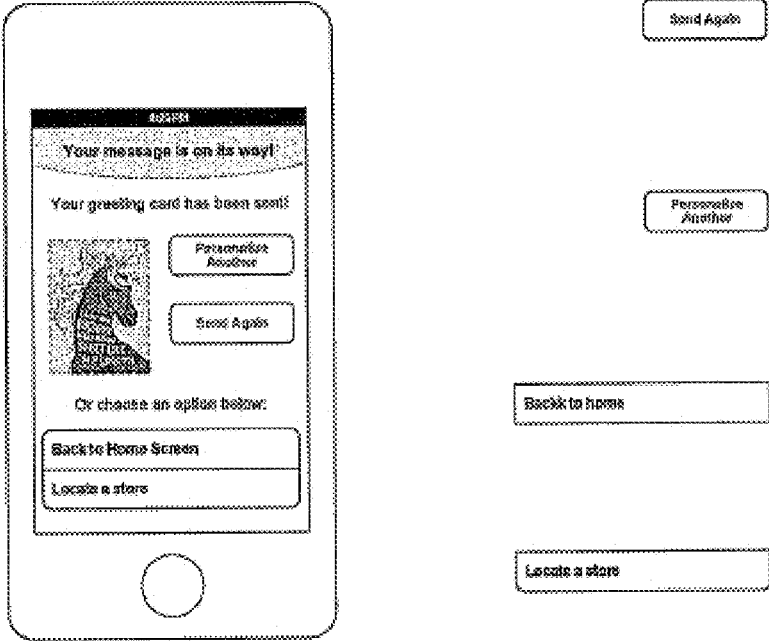 Your message is on its way!
Your greeting card has been sent!
Personalize
Another
Send Again
Or choose an option below:
Back to Home Screen
Locate a store
Send Again
Personalize
Another
Backk to home
Locate a store